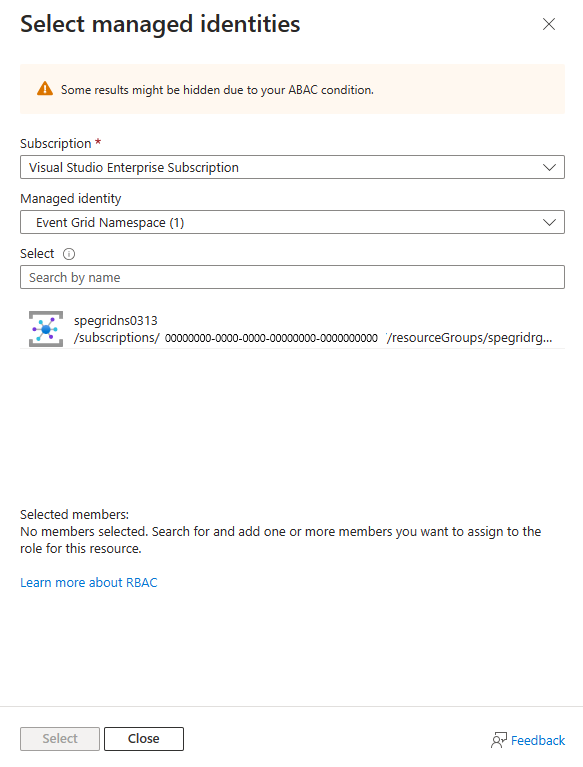 Select managed identities
Some results might be hidden due to your ABAC condition.
Subscription *
Visual Studio Enterprise Subscription
Managed identity
Event Grid Namespace (1)
Select
Search by name
spegridns0313
/subscriptions/ 00000000-0000-0000-00000000-0000000000 /resourceGroups/spegridrg...
Selected members:
No members selected. Search for and add one or more members you want to assign to the
role for this resource.
Learn more about RBAC
Select
Close
Feedback